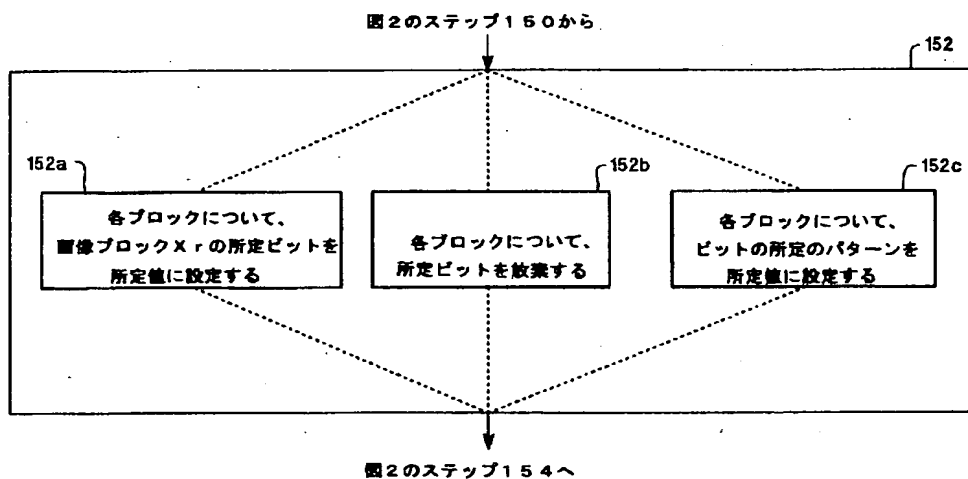 図2のステップ150から
152
152a
152b
152c
各ブロックについて、
画像ブロックXrの所定ビットを
所定値に設定する
各ブロックについて、
所定ビットを放棄する
各ブロックについて、
ビットの所定のパターンを
所定値に設定する
図2のステップ154へ